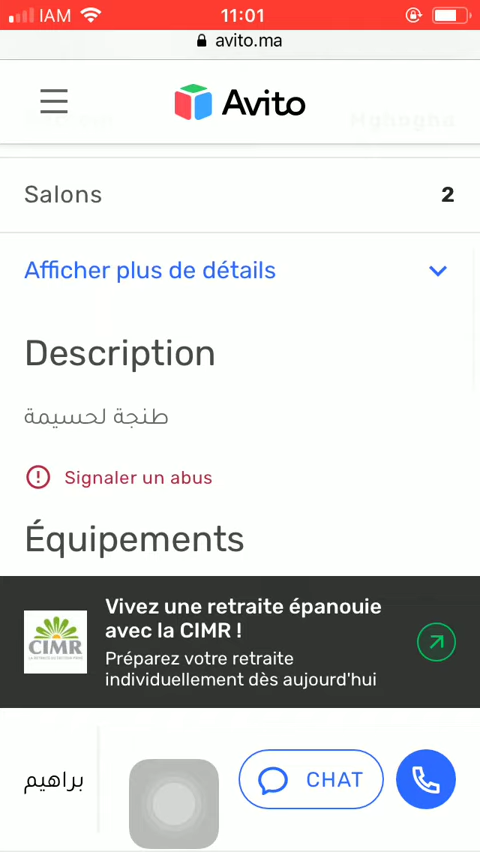 IAM
11:01
avito.ma
Avito
Salons
2
Afficher plus de détails
Description
طنجة لحسيمة
Signaler un abus
Équipements
Vivez une retraite épanouie
avec la CIMR !
CIMR
Préparez votre retraite
individuellement dès aujourd'hui
براهيم
CHAT